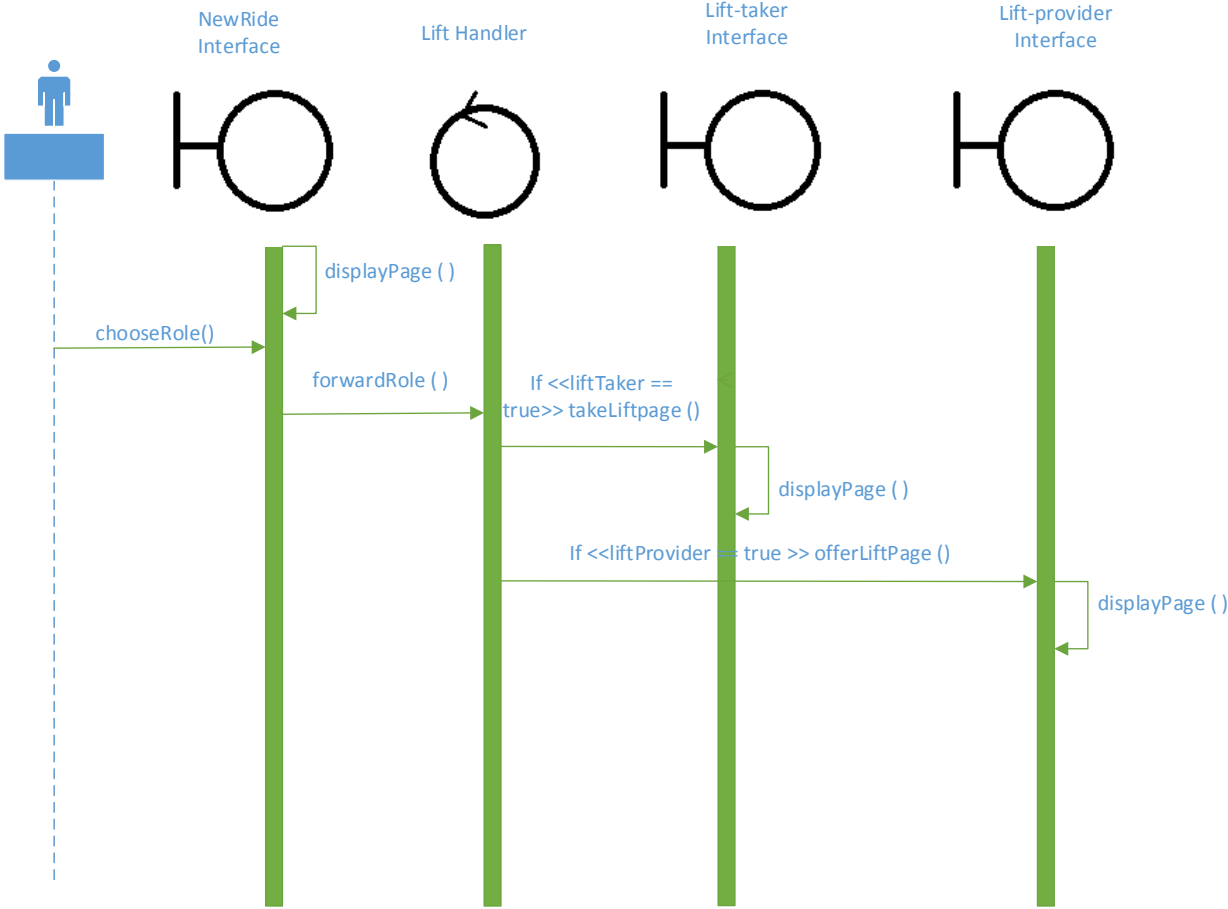 NewRide
Interface
Lift Handler
Lift-taker
Interface
Lift-provider
Interface
displayPage ( )
chooseRole()
forwardRole ( )
If <<liftTaker ==
true>> takeLiftpage ()
displayPage ( )
If <<liftProvider == true >> offerLiftPage ()
displayPage ( )